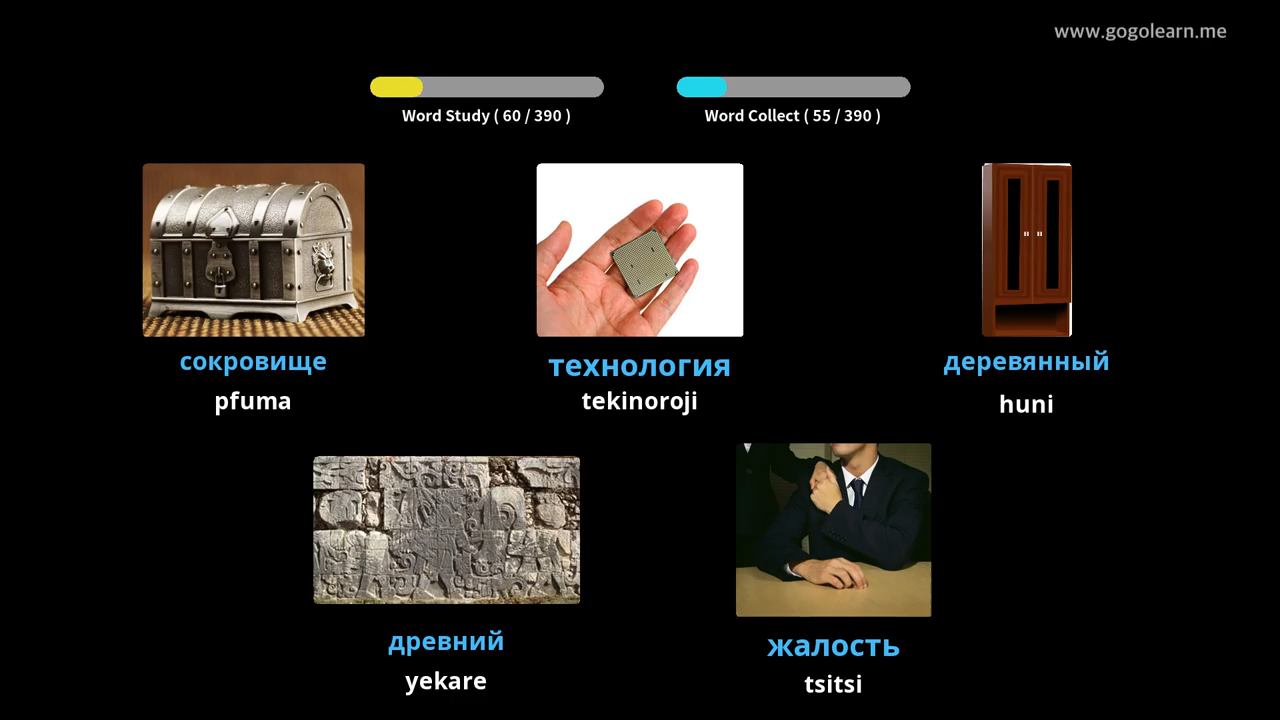 www.gogolearn.me
Word Study ( 60 / 390 )
Word Collect ( 55 / 390 )
сокровище
pfuma
технология
tekinoroji
деревянный
huni
древний
yekare
жалость
tsitsi